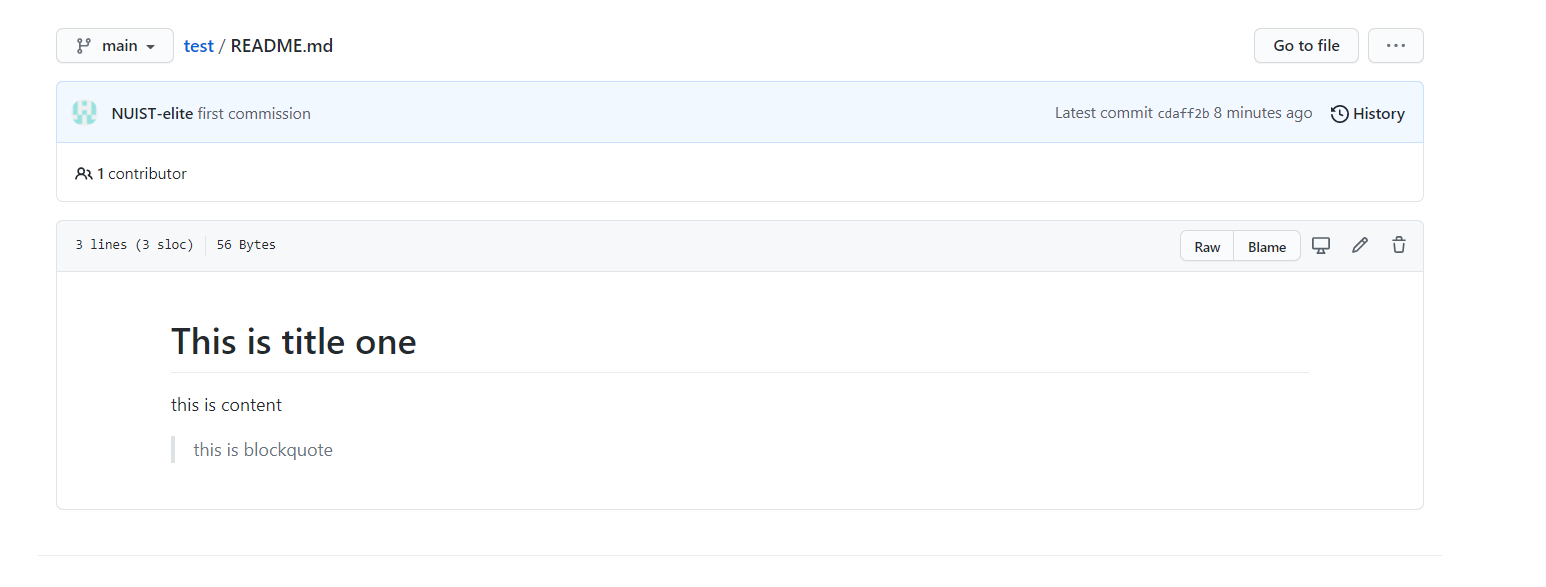 main test / README.md Go to file ...
NUIST-elite first commission Latest commit cdaff2b 8 minutes ago History
1 contributor
3 lines (3 sloc) 56 Bytes Raw Blame
This is title one
this is content
this is blockquote